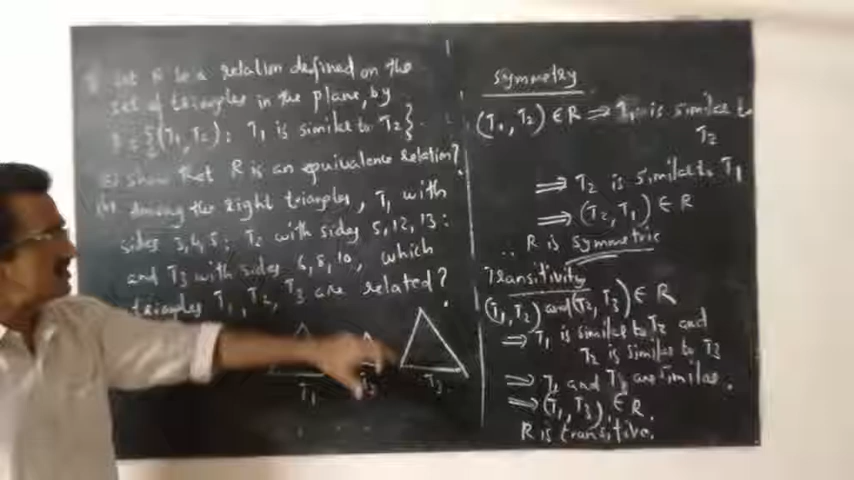 Let R be a relation defined on the
set of triangles in the plane, by
R = {(T1, T2): T1 is similar to T2}.
a) show that R is an equivalence relation?
(b) Among the right triangles, T1 with
sides 3,4,5; T2 with sides 5,12,13;
and T3 with sides 6,8,10, which
triangles T1, T2, T3 are related?
T1
T3
symmetry
(T1, T2) ∈ R ⇒ T1 is similar to
T2
⇒ T2 is similar to T1
⇒ (T2, T1) ∈ R
∴ R is symmetric
Transitivity
(T1, T2) and (T2, T3) ∈ R
⇒ T1 is similar to T2 and
T2 is similar to T3
⇒ T1 and T3 are similar.
⇒ (T1, T3) ∈ R.
R is transitive.